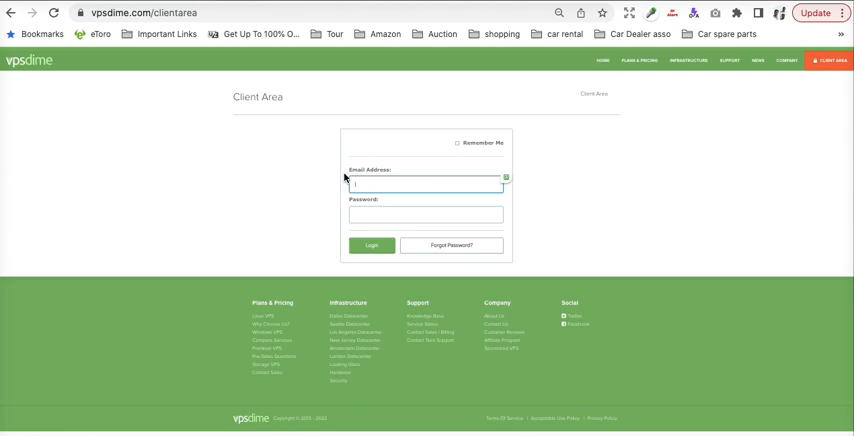 vpsdime.com/clientarea
Update
Bookmarks eToro Important Links Get Up To 100% O... Tour Amazon Auction shopping car rental Car Dealer asso Car spare parts »
vpsdime
HOME PLANS & PRICING INFRASTRUCTURE SUPPORT NEWS COMPANY CLIENT AREA
Client Area
Client Area
Remember Me
Email Address:
Password:
Login Forgot Password?
Plans & Pricing Infrastructure Support Company Social
Linux VPS Dallas Datacenter Knowledge Base About Us Twitter
Why Choose Us? Seattle Datacenter Service Status Contact Us Facebook
Windows VPS Los Angeles Datacenter Contact Sales / Billing Customer Reviews
Compare Services New Jersey Datacenter Contact Tech Support Affiliate Program
Premium VPS Amsterdam Datacenter Sponsored VPS
Pre-Sales Questions London Datacenter
Storage VPS Looking Glass
Contact Sales Hardware
Security
vpsdime Copyright © 2013 - 2022
Terms Of Service | Acceptable Use Policy | Privacy Policy